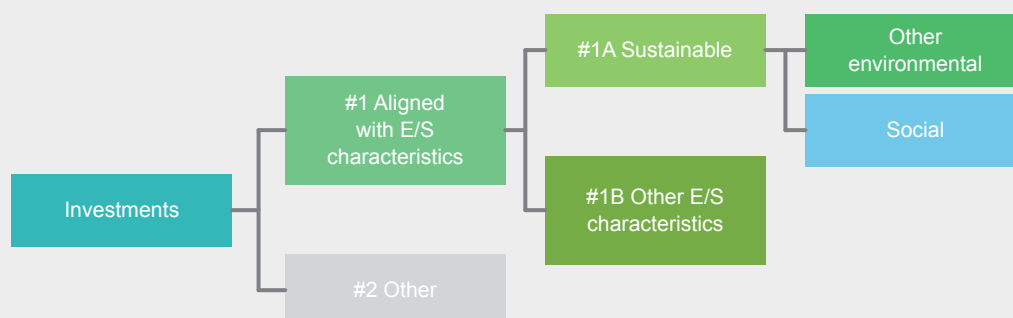 Investments
#1 Aligned
with E/S
characteristics
#2 Other
#1A Sustainable
#1B Other E/S
characteristics
Other
environmental
Social